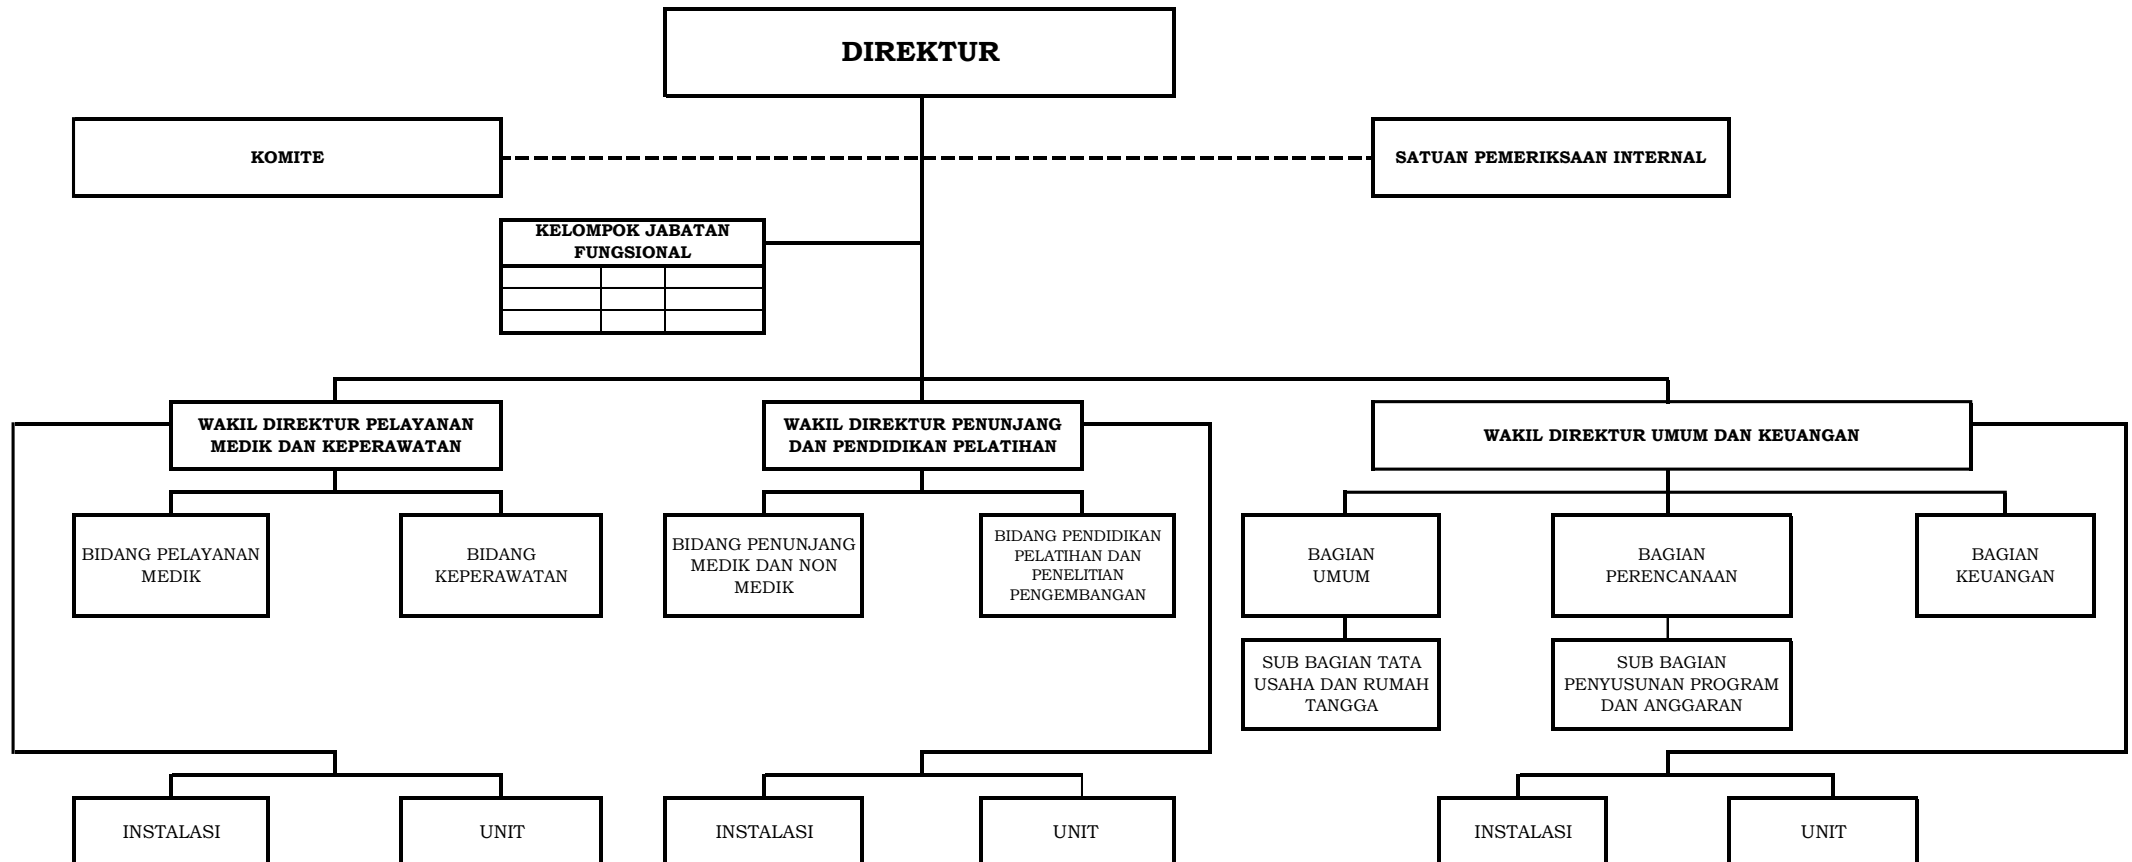 DIREKTUR
KOMITE
SATUAN PEMERIKSAAN INTERNAL
KELOMPOK JABATAN
FUNGSIONAL
WAKIL DIREKTUR PELAYANAN
MEDIK DAN KEPERAWATAN
WAKIL DIREKTUR PENUNJANG
DAN PENDIDIKAN PELATIHAN
WAKIL DIREKTUR UMUM DAN KEUANGAN
BIDANG PELAYANAN
MEDIK
BIDANG
KEPERAWATAN
BIDANG PENUNJANG
MEDIK DAN NON
MEDIK
BIDANG PENDIDIKAN
PELATIHAN DAN
PENELITIAN
PENGEMBANGAN
BAGIAN
UMUM
BAGIAN
PERENCANAAN
BAGIAN
KEUANGAN
SUB BAGIAN TATA
USAHA DAN RUMAH
TANGGA
SUB BAGIAN
PENYUSUNAN PROGRAM
DAN ANGGARAN
INSTALASI
UNIT
INSTALASI
UNIT
INSTALASI
UNIT